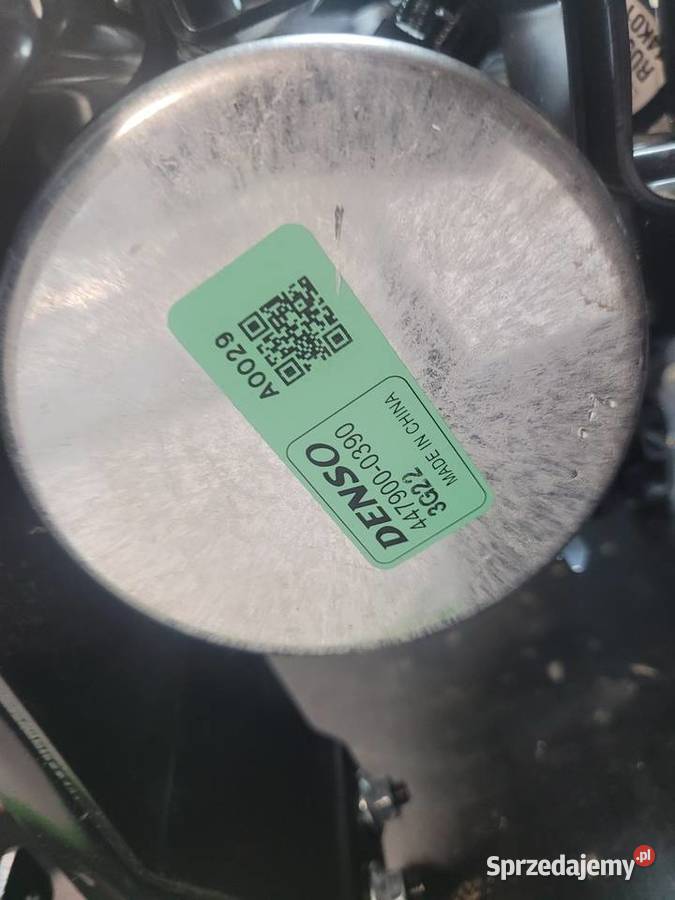 A0029
DENSO
447900-0390
3G22
MADE IN CHINA
Sprzedajemy.pl